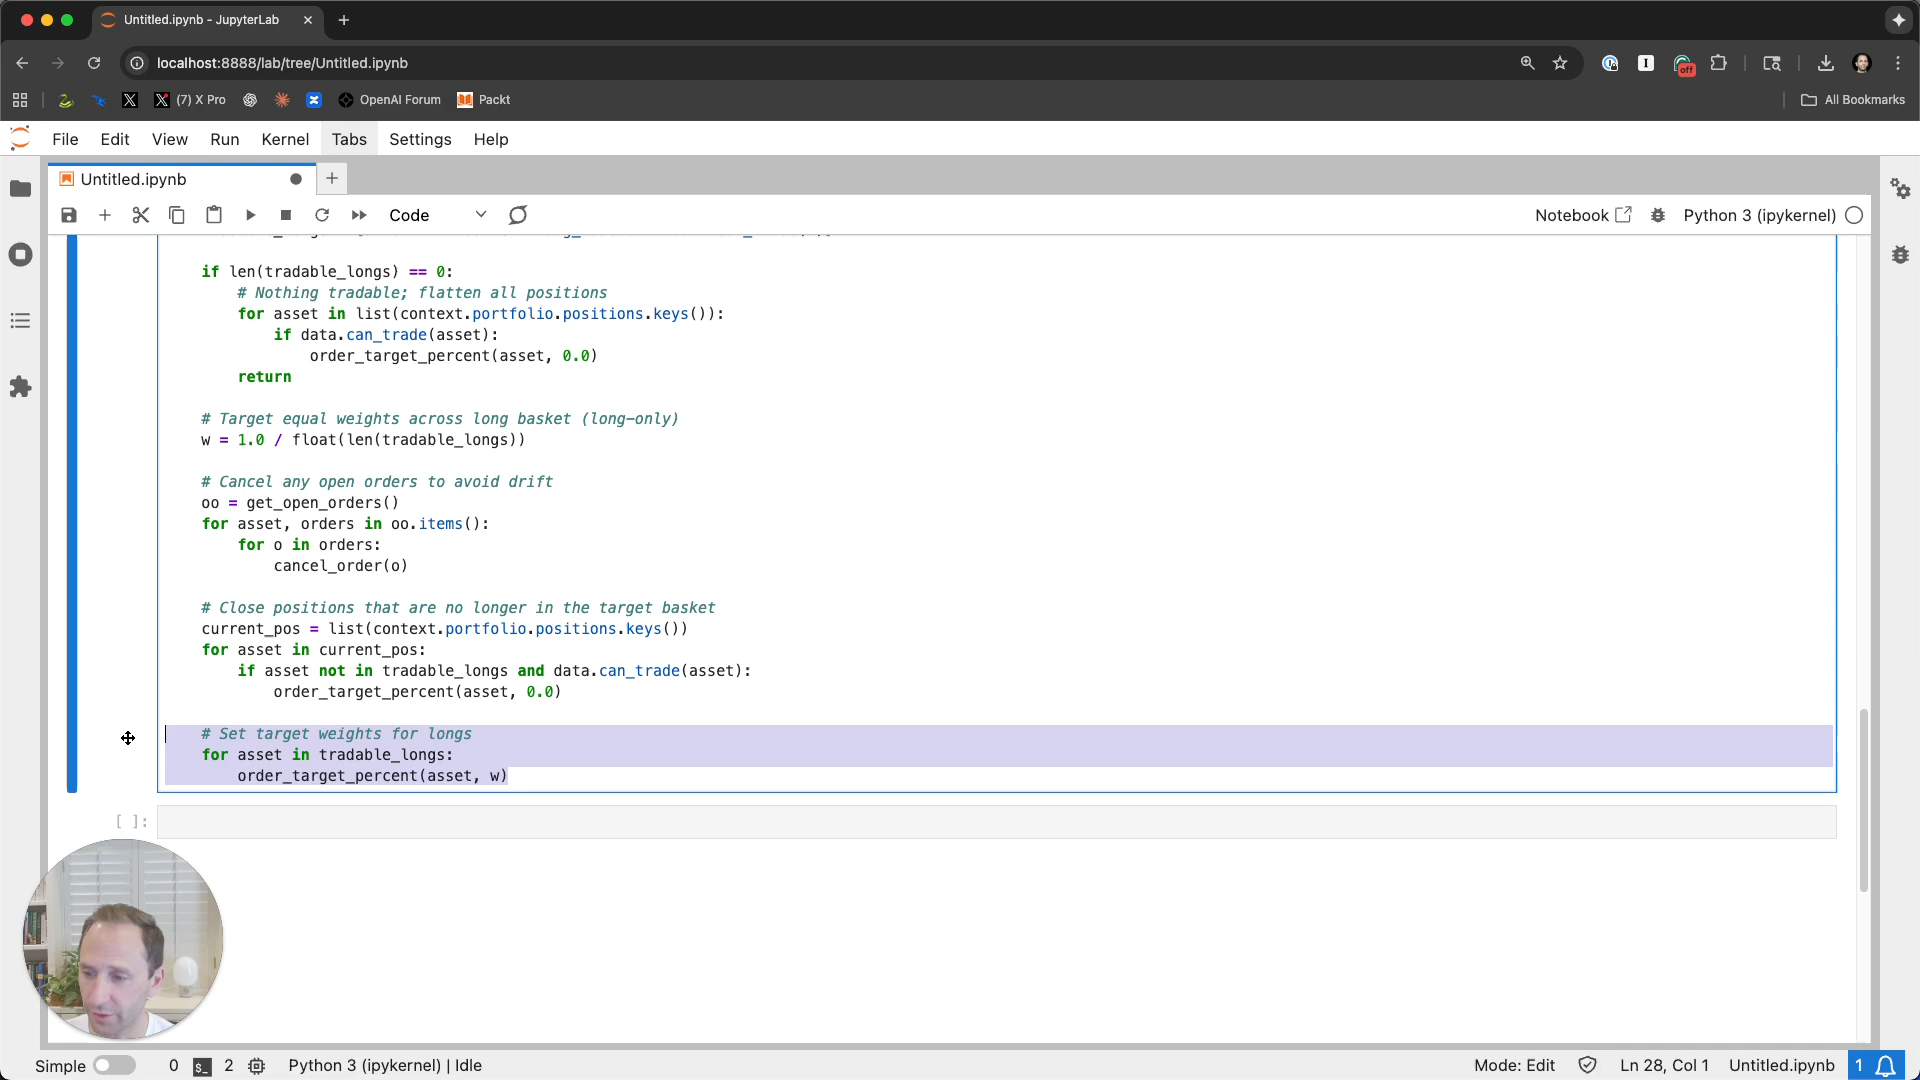 Untitled.ipynb - JupyterLab
localhost:8888/lab/tree/Untitled.ipynb
off
(7) X Pro
OpenAI Forum
Packt
All Bookmarks
File Edit View Run Kernel Tabs Settings Help
Untitled.ipynb
Code
Notebook
Python 3 (ipykernel)
if len(tradable_longs) == 0:
# Nothing tradable; flatten all positions
for asset in list(context.portfolio.positions.keys()):
if data.can_trade(asset):
order_target_percent(asset, 0.0)
return
# Target equal weights across long basket (long-only)
w = 1.0 / float(len(tradable_longs))
# Cancel any open orders to avoid drift
oo = get_open_orders()
for asset, orders in oo.items():
for o in orders:
cancel_order(o)
# Close positions that are no longer in the target basket
current_pos = list(context.portfolio.positions.keys())
for asset in current_pos:
if asset not in tradable_longs and data.can_trade(asset):
order_target_percent(asset, 0.0)
# Set target weights for longs
for asset in tradable_longs:
order_target_percent(asset, w)
[ ]:
Simple 0 2 Python 3 (ipykernel) | Idle
Mode: Edit Ln 28, Col 1 Untitled.ipynb 1